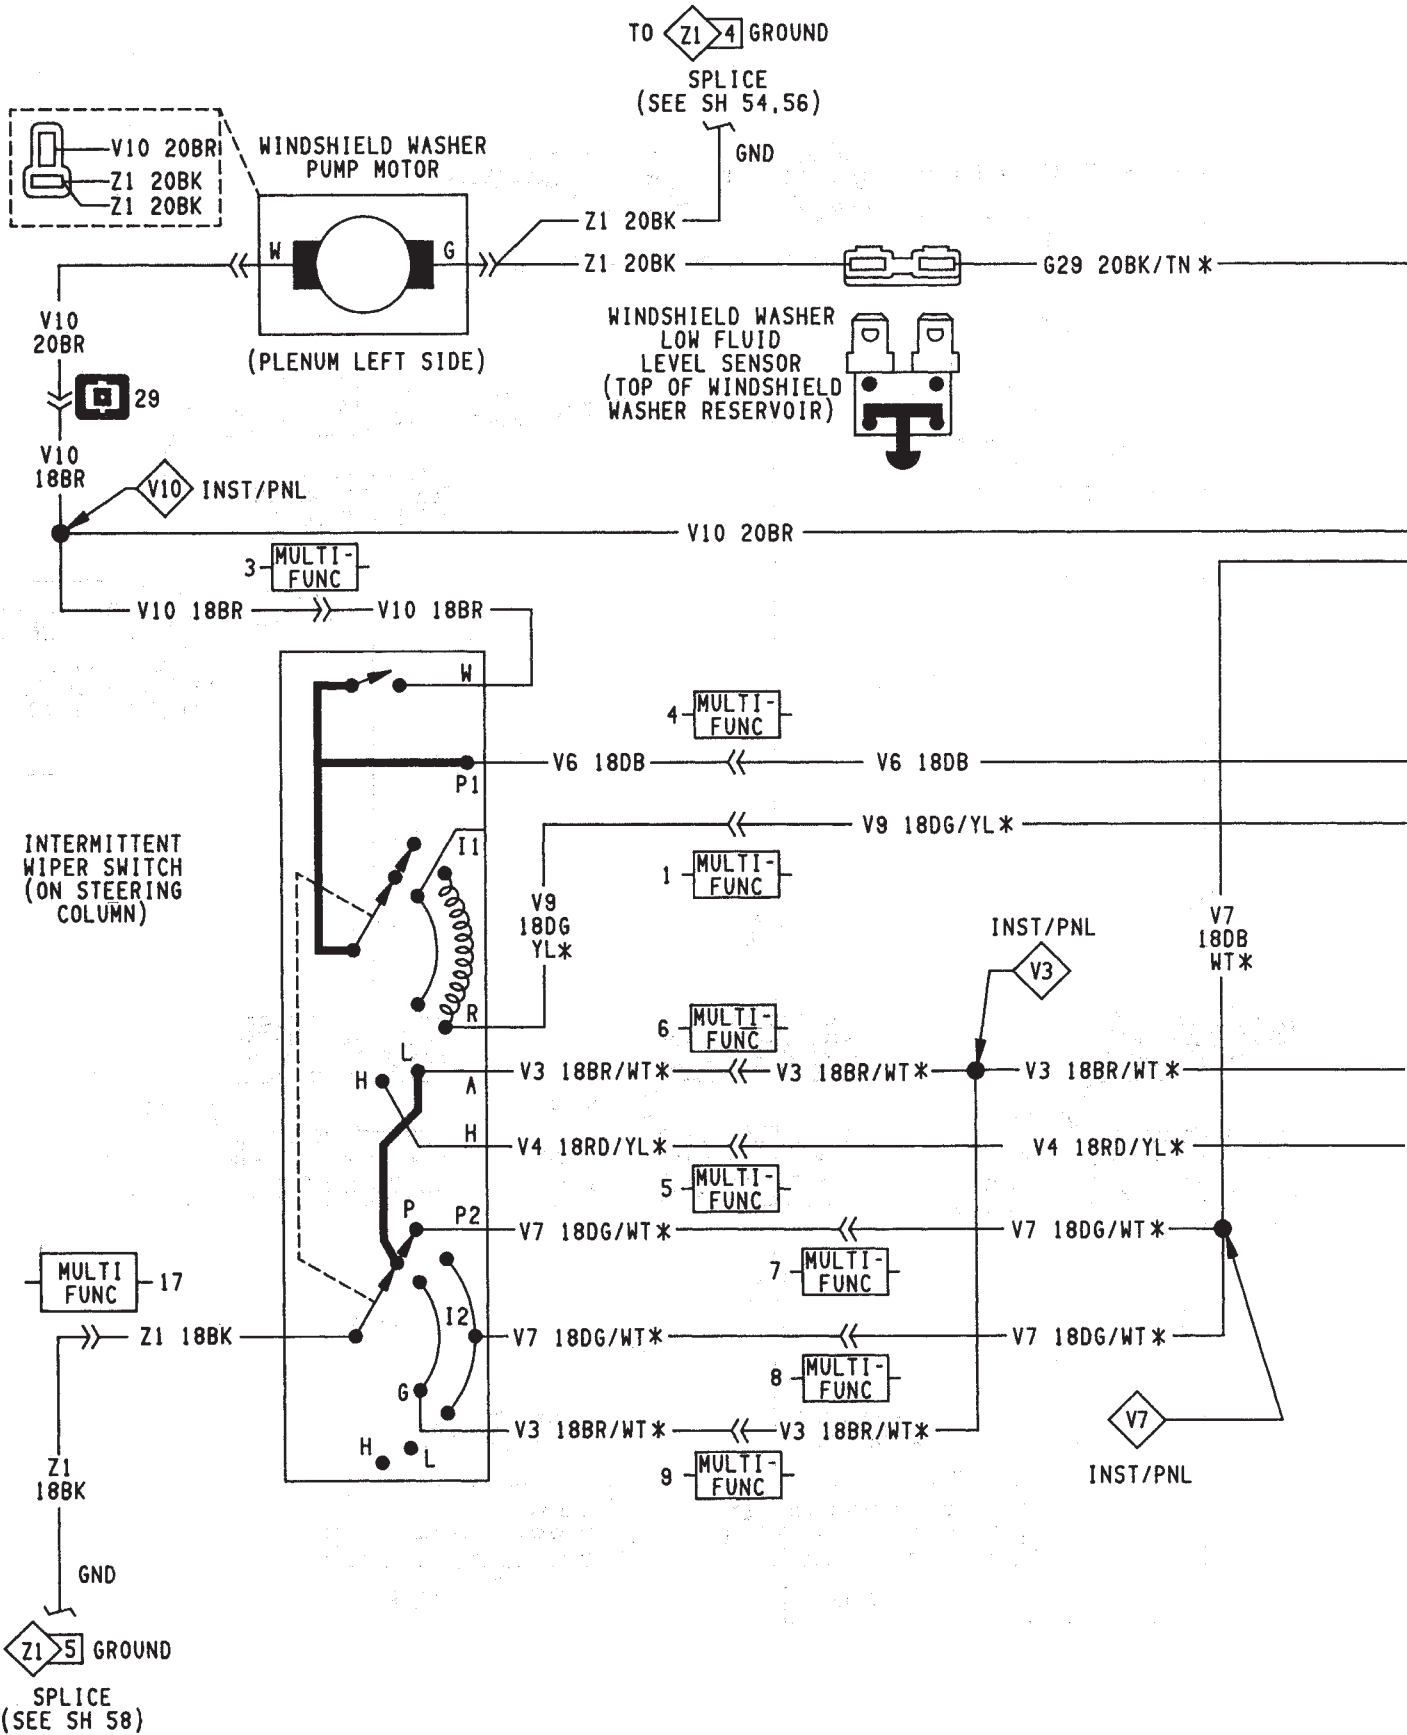 TO Z1 4 GROUND
SPLICE
(SEE SH 54,56)
GND
V10 20BR
Z1 20BK
Z1 20BK
WINDSHIELD WASHER
PUMP MOTOR
W
G
Z1 20BK
Z1 20BK
G29 20BK/TN *
(PLENUM LEFT SIDE)
WINDSHIELD WASHER
LOW FLUID
LEVEL SENSOR
(TOP OF WINDSHIELD
WASHER RESERVOIR)
V10
20BR
29
V10
18BR
V10 INST/PNL
V10 20BR
3
MULTI-
FUNC
V10 18BR
V10 18BR
W
4
MULTI-
FUNC
V6 18DB
V6 18DB
P1
V9 18DG/YL*
I1
1
MULTI-
FUNC
INTERMITTENT
WIPER SWITCH
(ON STEERING
COLUMN)
V9
18DG
YL*
V7
18DB
WT*
INST/PNL
V3
R
6
MULTI-
FUNC
L
H
A
V3 18BR/WT*
V3 18BR/WT*
V3 18BR/WT*
H
V4 18RD/YL*
V4 18RD/YL*
5
MULTI-
FUNC
P
P2
V7 18DG/WT*
V7 18DG/WT*
7
MULTI-
FUNC
MULTI
FUNC
17
Z1 18BK
I2
V7 18DG/WT*
V7 18DG/WT*
8
MULTI-
FUNC
G
V3 18BR/WT*
V3 18BR/WT*
V7
INST/PNL
H
L
9
MULTI-
FUNC
Z1
18BK
GND
Z1 5 GROUND
SPLICE
(SEE SH 58)